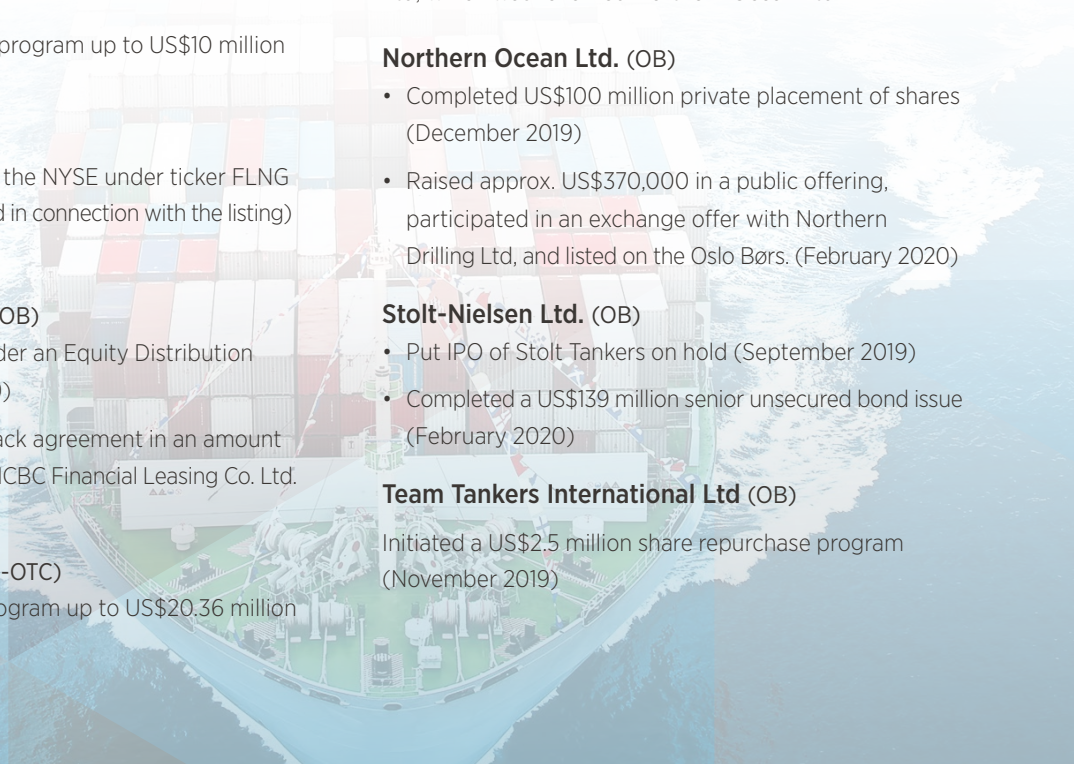 program up to US$10 million
the NYSE under ticker FLNG
in connection with the listing)
OB)
der an Equity Distribution
)
ack agreement in an amount
ICBC Financial Leasing Co. Ltd.
-OTC)
ogram up to US$20.36 million
Northern Ocean Ltd. (OB)
• Completed US$100 million private placement of shares
(December 2019)
• Raised approx. US$370,000 in a public offering,
participated in an exchange offer with Northern
Drilling Ltd, and listed on the Oslo Børs. (February 2020)
Stolt-Nielsen Ltd. (OB)
• Put IPO of Stolt Tankers on hold (September 2019)
• Completed a US$139 million senior unsecured bond issue
(February 2020)
Team Tankers International Ltd (OB)
Initiated a US$2.5 million share repurchase program
(November 2019)